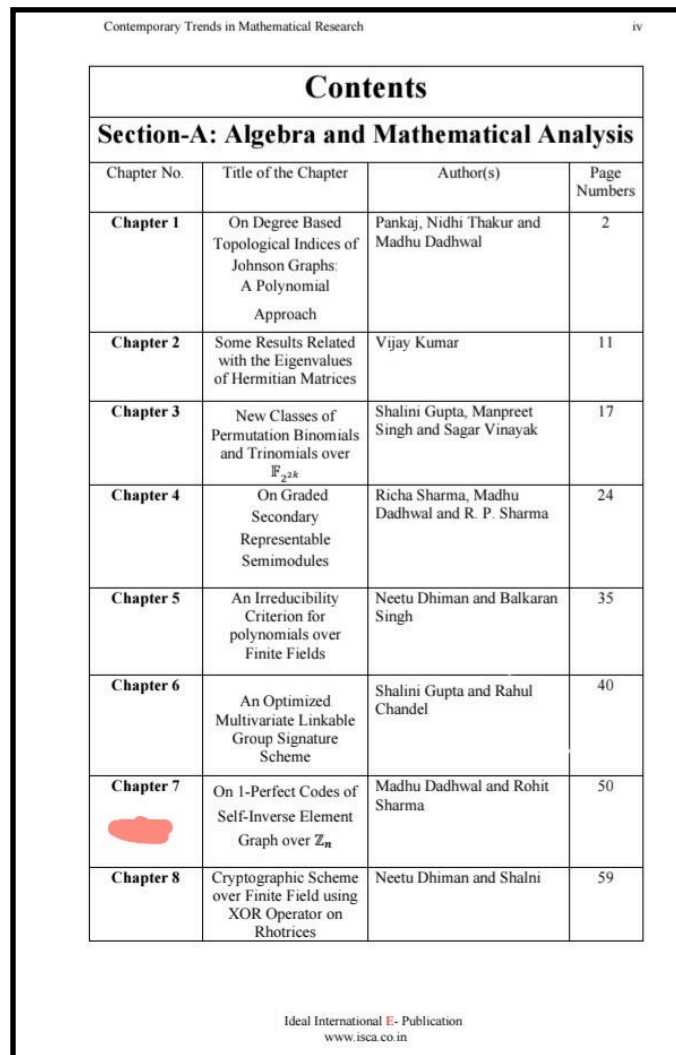 Contemporary Trends in Mathematical Research iv
Contents
Section-A: Algebra and Mathematical Analysis
Chapter No. Title of the Chapter Author(s) Page
Numbers
Chapter 1 On Degree Based Pankaj, Nidhi Thakur and 2
Topological Indices of Madhu Dadhwal
Johnson Graphs:
A Polynomial
Approach
Chapter 2 Some Results Related Vijay Kumar 11
with the Eigenvalues
of Hermitian Matrices
Chapter 3 New Classes of Shalini Gupta, Manpreet 17
Permutation Binomials Singh and Sagar Vinayak
and Trinomials over
𝔽₂²ᵏ
Chapter 4 On Graded Richa Sharma, Madhu 24
Secondary Dadhwal and R. P. Sharma
Representable
Semimodules
Chapter 5 An Irreducibility Neetu Dhiman and Balkaran 35
Criterion for Singh
polynomials over
Finite Fields
Chapter 6 An Optimized Shalini Gupta and Rahul 40
Multivariate Linkable Chandel
Group Signature
Scheme
Chapter 7 On 1-Perfect Codes of Madhu Dadhwal and Rohit 50
Self-Inverse Element Sharma
Graph over ℤₙ
Chapter 8 Cryptographic Scheme Neetu Dhiman and Shalni 59
over Finite Field using
XOR Operator on
Rhotrices
Ideal International E- Publication
www.isca.co.in